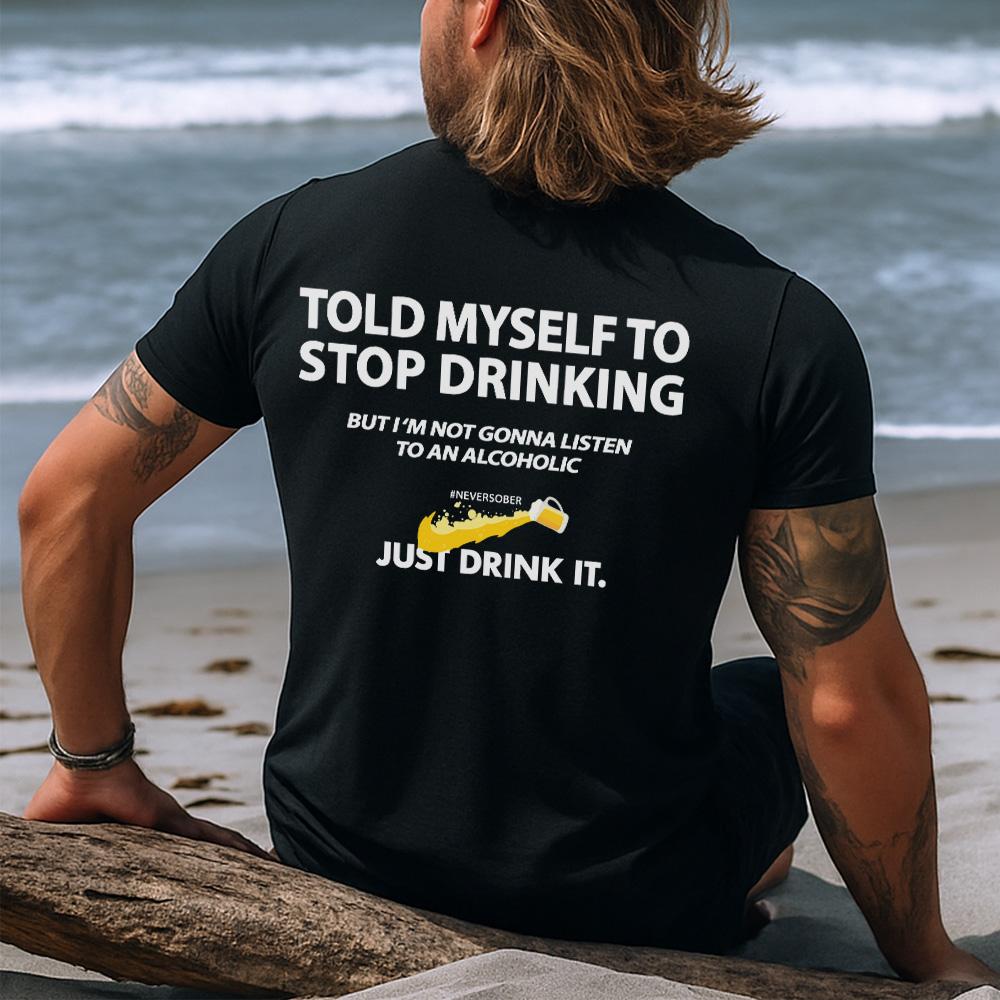 TOLD MYSELF TO
STOP DRINKING
BUT I 'M NOT GONNA LISTEN
TO AN ALCOHOLIC
#NEVERSOBER
JUST DRINK IT.